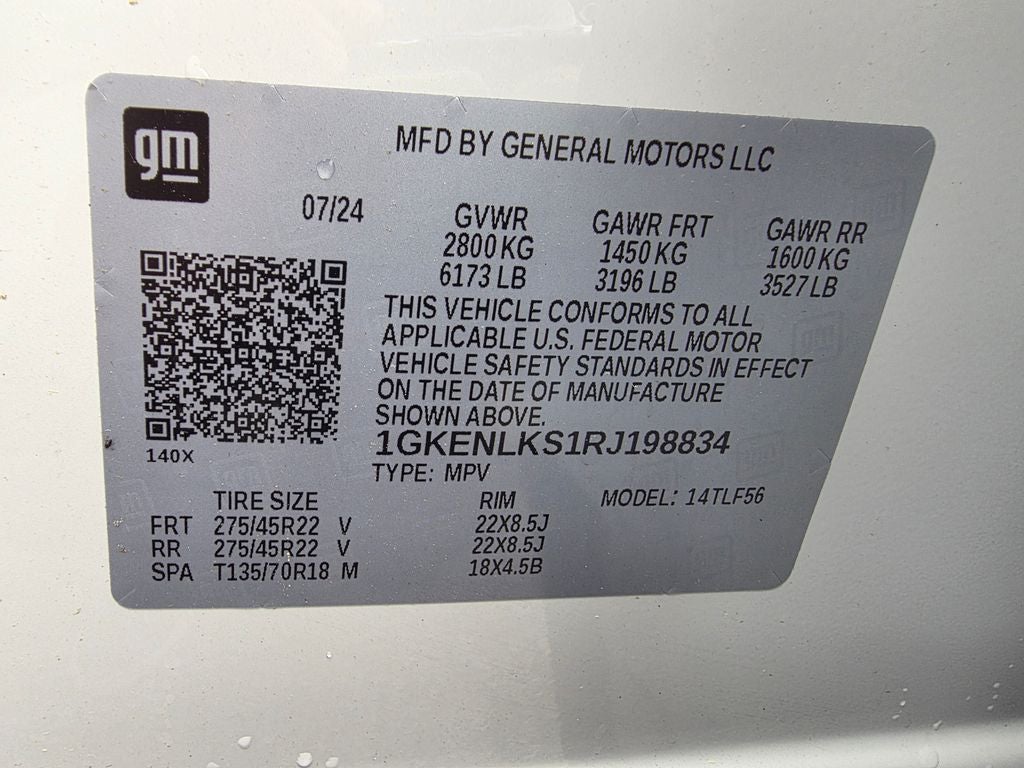 gm
MFD BY GENERAL MOTORS LLC
07/24
GVWR GAWR FRT GAWR RR
2800 KG 1450 KG 1600 KG
6173 LB 3196 LB 3527 LB
THIS VEHICLE CONFORMS TO ALL
APPLICABLE U.S. FEDERAL MOTOR
VEHICLE SAFETY STANDARDS IN EFFECT
ON THE DATE OF MANUFACTURE
SHOWN ABOVE.
1GKENLKS1RJ198834
140X
TYPE: MPV
TIRE SIZE RIM MODEL: 14TLF56
FRT 275/45R22 V 22X8.5J
RR 275/45R22 V 22X8.5J
SPA T135/70R18 M 18X4.5B